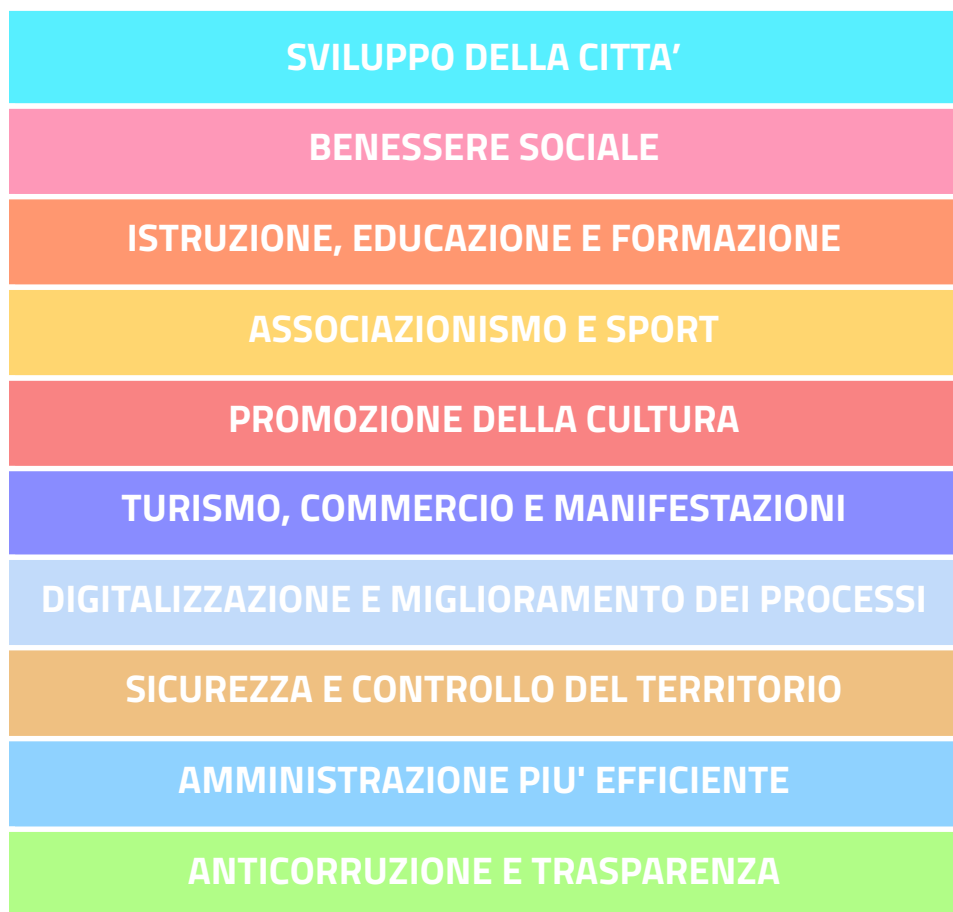 SVILUPPO DELLA CITTA’
BENESSERE SOCIALE
ISTRUZIONE, EDUCAZIONE E FORMAZIONE
ASSOCIAZIONISMO E SPORT
PROMOZIONE DELLA CULTURA
TURISMO, COMMERCIO E MANIFESTAZIONI
DIGITALIZZAZIONE E MIGLIORAMENTO DEI PROCESSI
SICUREZZA E CONTROLLO DEL TERRITORIO
AMMINISTRAZIONE PIU' EFFICIENTE
ANTICORRUZIONE E TRASPARENZA